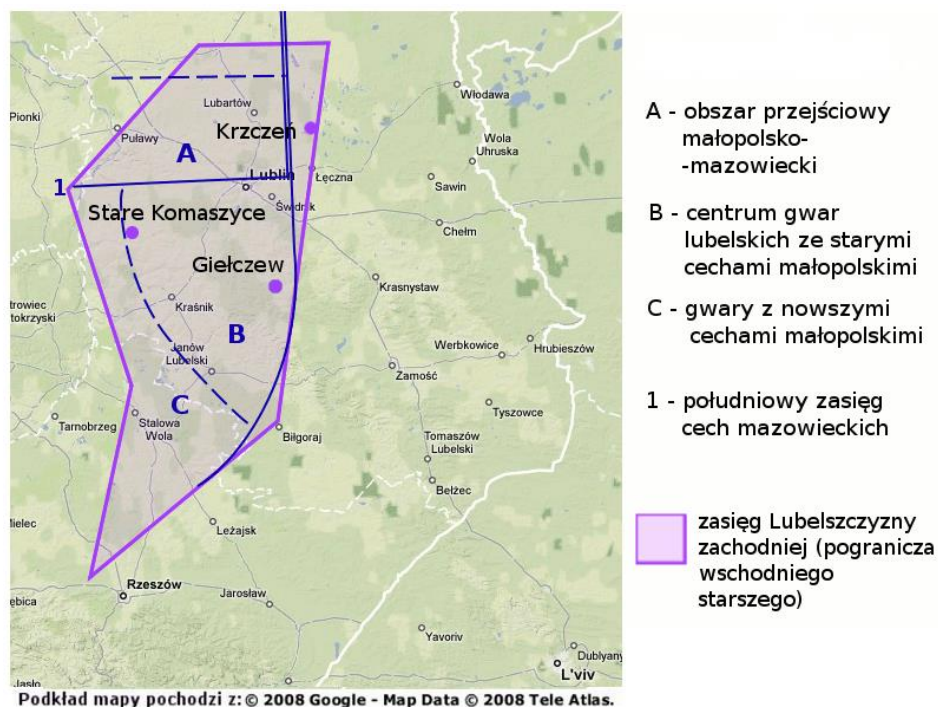 Pionki
Lubartów
Włodawa
Krzczeń
Puławy
Wola
Uhruska
A
1
Lublin
Łęczna
Sawin
Świdnik
Stare Komaszyce
Chełm
Giełczew
Krasnystaw
trowiec
tokrzyski
Kraśnik
B
Janów
Lubelski
Werbkowice
Hrubieszów
Zamość
C
Tarnobrzeg
Stalowa
Wola
Biłgoraj
Tyszowce
Tomaszów
Lubelski
Bełżec
Mielec
Leżajsk
Rzeszów
Jarosław
ębica
Yavoriv
Dublyany
L'viv
Jasło
Podkład mapy pochodzi z: © 2008 Google - Map Data © 2008 Tele Atlas.
A - obszar przejściowy
małopolsko-
-mazowiecki
B - centrum gwar
lubelskich ze starymi
cechami małopolskimi
C - gwary z nowszymi
cechami małopolskimi
1 - południowy zasięg
cech mazowieckich
zasięg Lubelszczyzny
zachodniej (pogranicza
wschodniego
starszego)